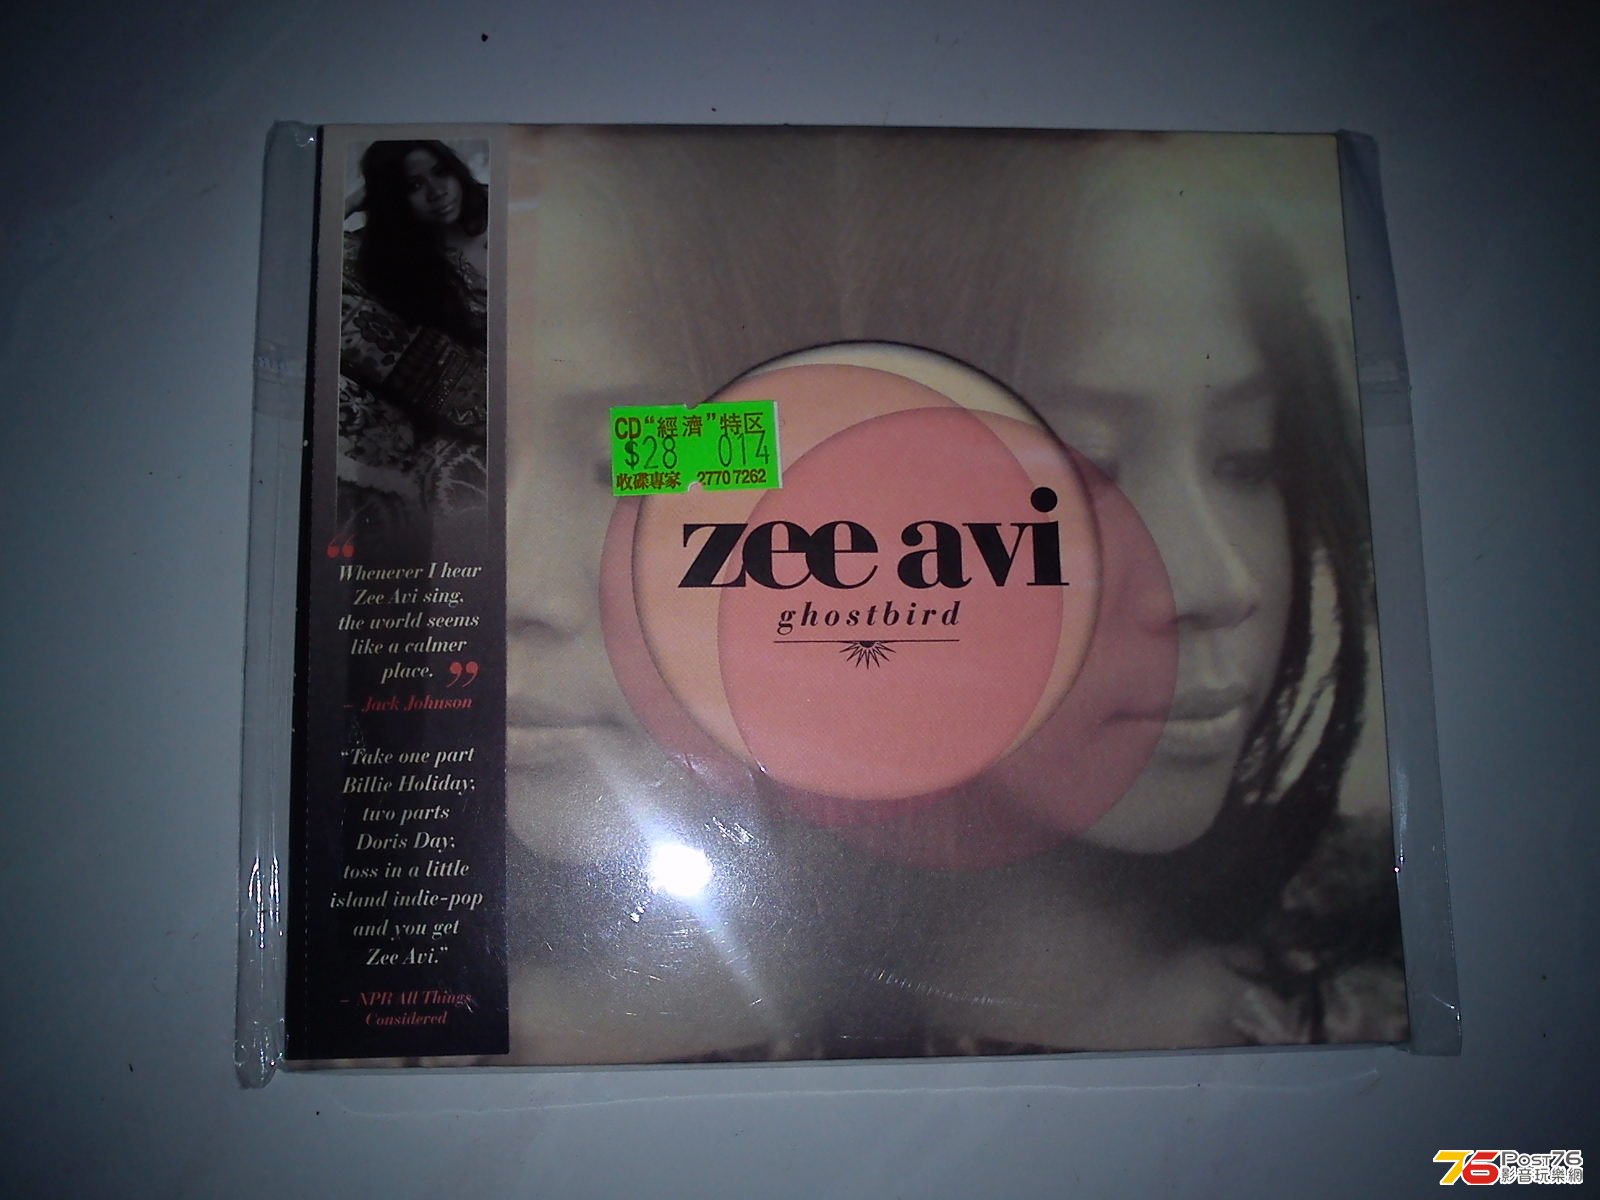 “
Whenever I hear
Zee Avi sing,
the world seems
like a calmer
place. ”
– Jack Johnson
“Take one part
Billie Holiday,
two parts
Doris Day,
toss in a little
island indie-pop
and you get
Zee Avi.”
– NPR All Things
Considered
CD“經濟”特区
$28 014
收碟專家 2770 7262
zee avi
ghostbird
76 Post76
影音玩樂網